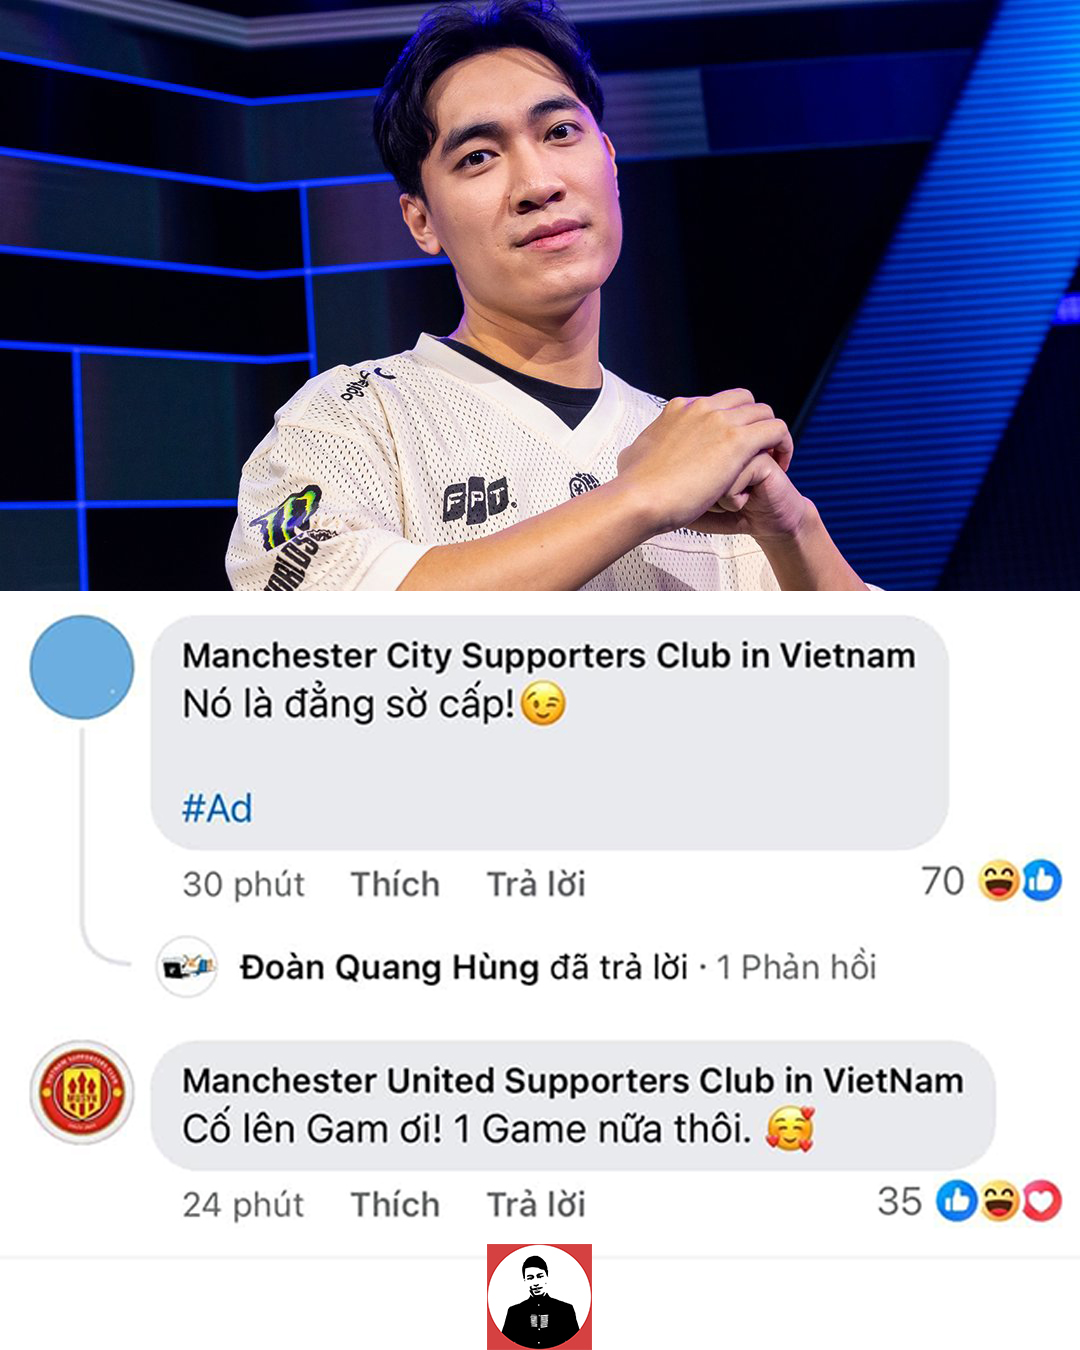 FPT.
Manchester City Supporters Club in Vietnam
Nó là đẳng sờ cấp!😉
#Ad
30 phút Thích Trả lời 70
Đoàn Quang Hùng đã trả lời · 1 Phản hồi
Manchester United Supporters Club in VietNam
Cố lên Gam ơi! 1 Game nữa thôi. 🥰
24 phút Thích Trả lời 35